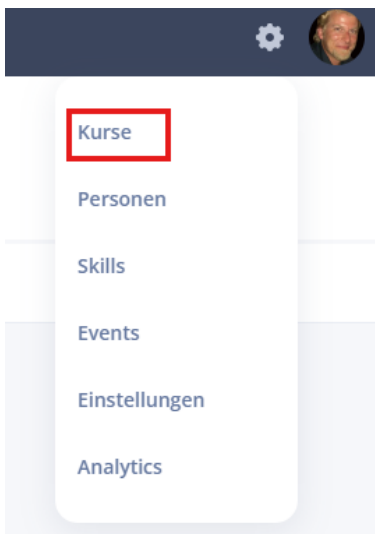 Kurse
Personen
Skills
Events
Einstellungen
Analytics